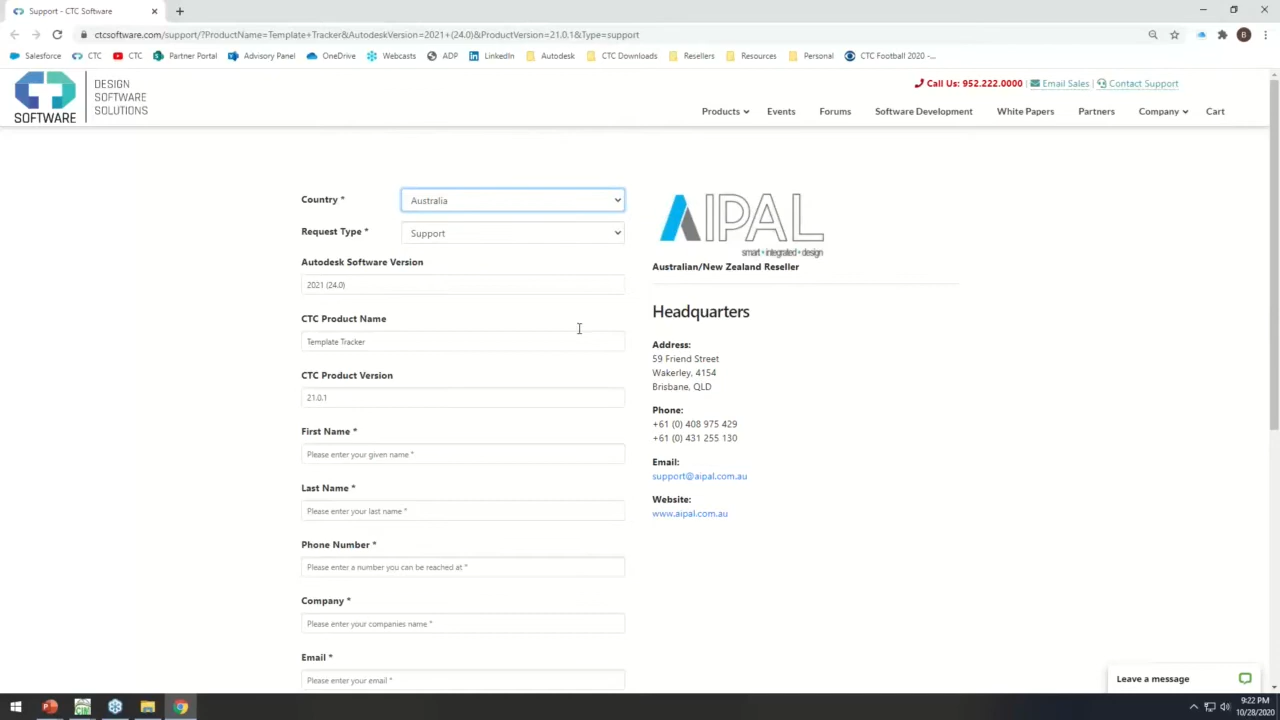 Support - CTC Software
ctcsoftware.com/support/?ProductName=Template+Tracker&AutodeskVersion=2021+(24.0)&ProductVersion=21.0.1&Type=support
B
Salesforce CTC CTC Partner Portal Advisory Panel OneDrive Webcasts ADP LinkedIn Autodesk CTC Downloads Resellers Resources Personal CTC Football 2020 -...
SOFTWARE
DESIGN
SOFTWARE
SOLUTIONS
Call Us: 952.222.0000 | Email Sales | Contact Support
Products Events Forums Software Development White Papers Partners Company Cart
Country *
Australia
Request Type *
Support
Autodesk Software Version
2021 (24.0)
CTC Product Name
Template Tracker
CTC Product Version
21.0.1
First Name *
Please enter your given name *
Last Name *
Please enter your last name *
Phone Number *
Please enter a number you can be reached at *
Company *
Please enter your companies name *
Email *
Please enter your email *
AIPAL
smart•integrated•design
Australian/New Zealand Reseller
Headquarters
Address:
59 Friend Street
Wakerley, 4154
Brisbane, QLD
Phone:
+61 (0) 408 975 429
+61 (0) 431 255 130
Email:
support@aipal.com.au
Website:
www.aipal.com.au
Leave a message
9:22 PM
10/28/2020